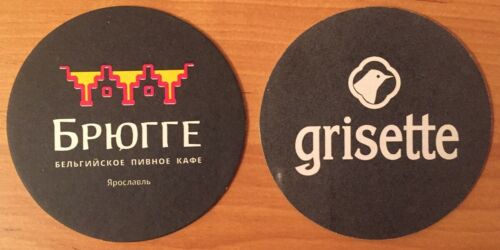 БРЮГГЕ
БЕЛЬГИЙСКОЕ ПИВНОЕ КАФЕ
Ярославль
grisette